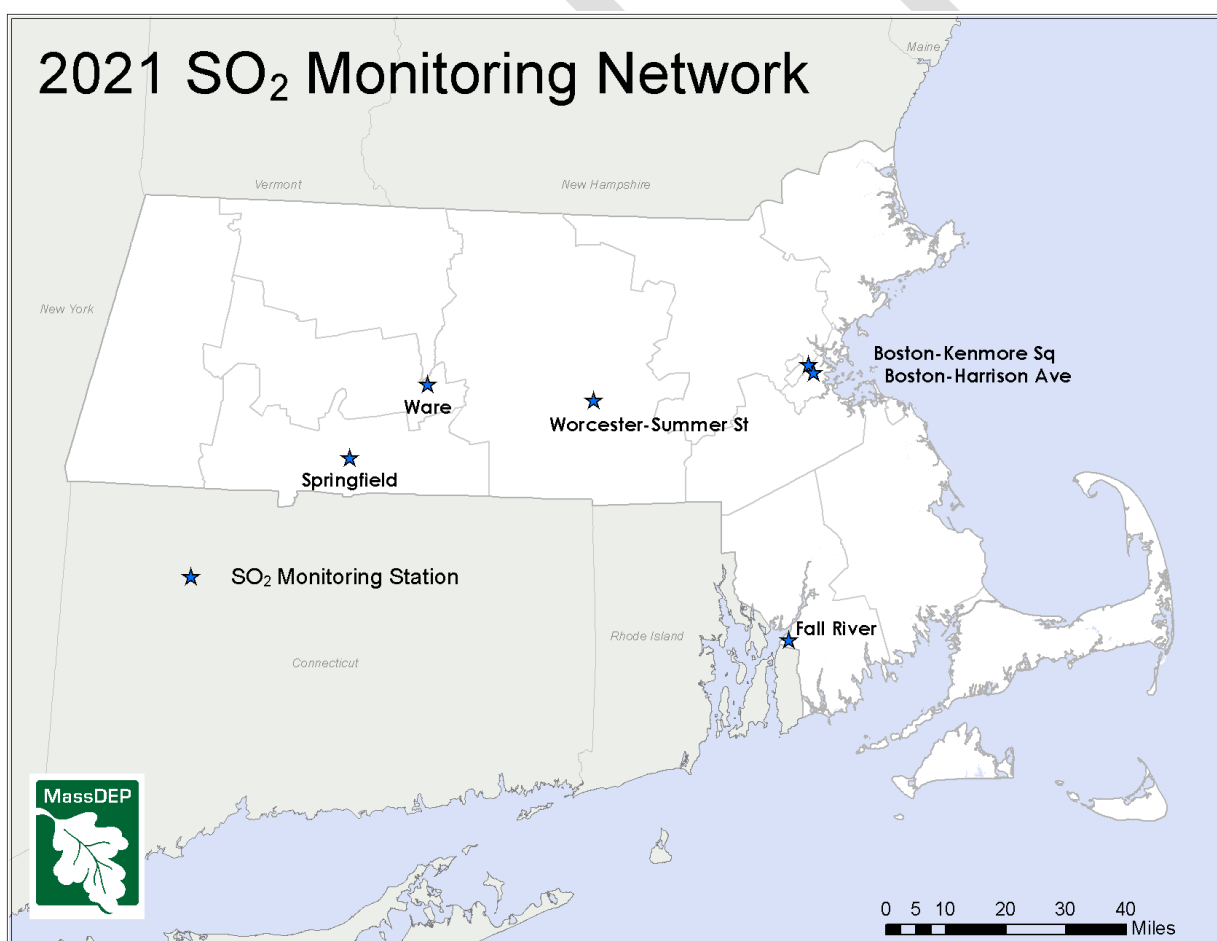 2021 SO₂ Monitoring Network
Maine
Vermont
New Hampshire
New York
Boston-Kenmore Sq
Boston-Harrison Ave
Ware
Worcester-Summer St
Springfield
SO₂ Monitoring Station
Fall River
Rhode Island
Connecticut
MassDEP
0 5 10 20 30 40
Miles